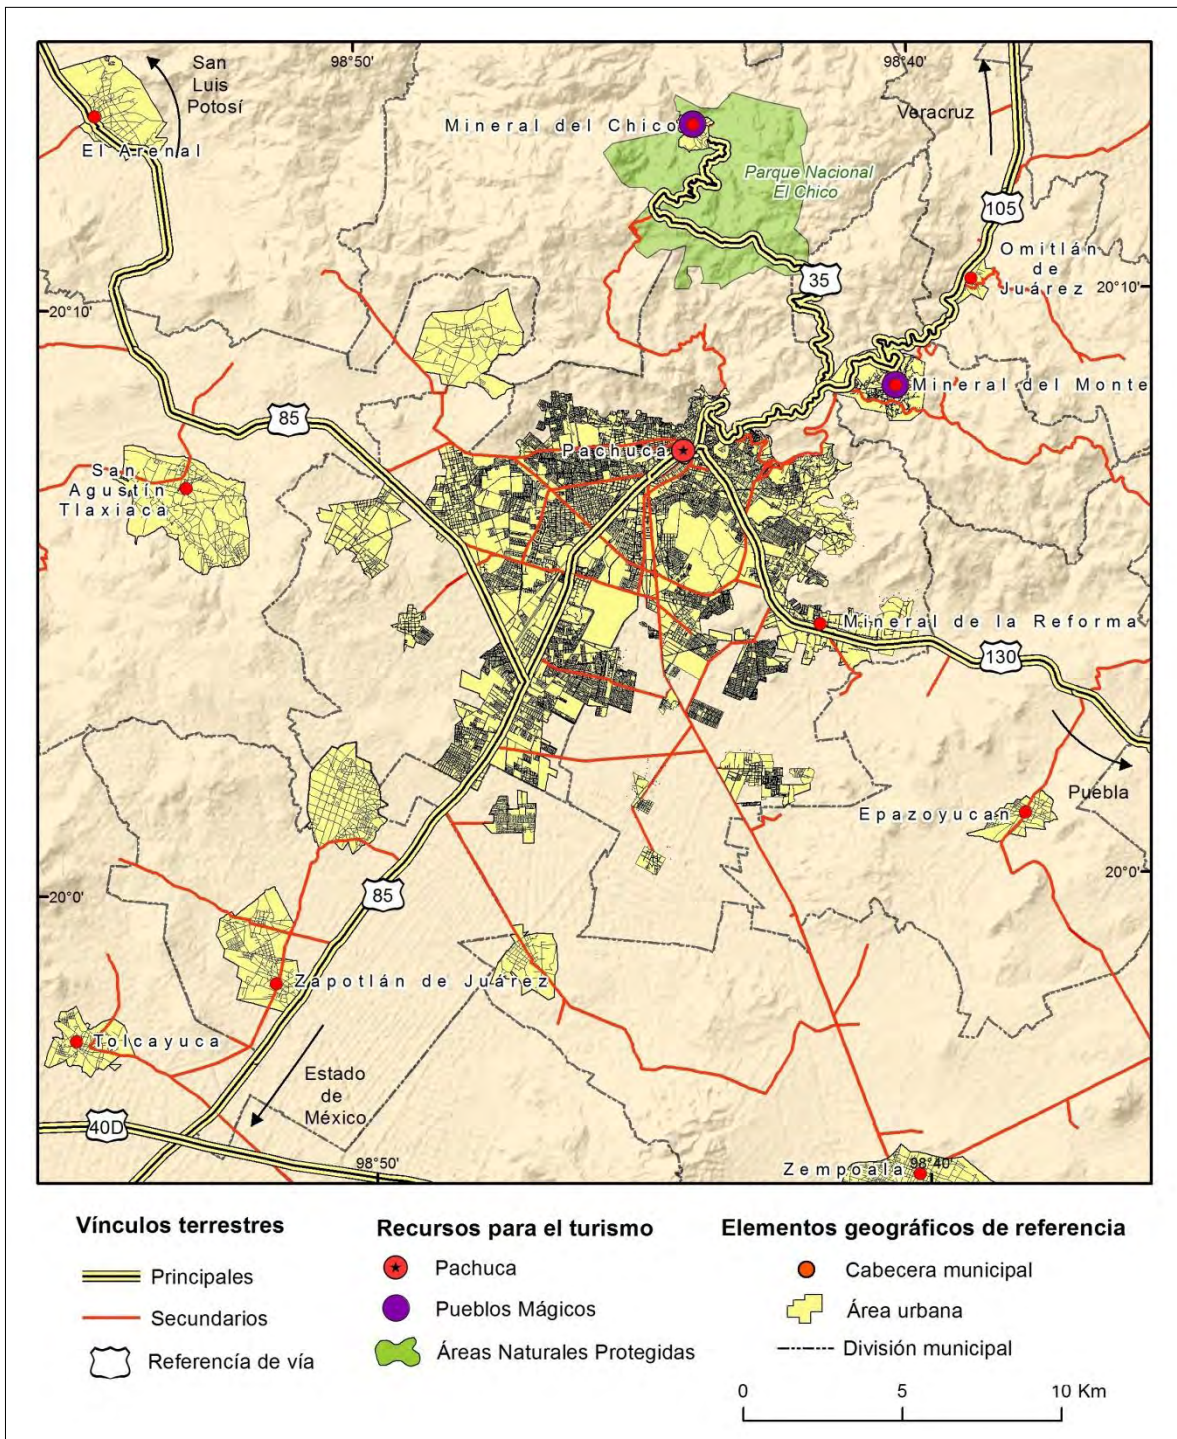 98°50'
98°40'
San
Luis
Potosí
Veracruz
Mineral del Chico
El Arenal
Parque Nacional
El Chico
105
Omitlán
de
Juárez
35
20°10'
20°10'
Mineral del Monte
85
Pachuca
San
Agustín
Tlaxiaca
Mineral de la Reforma
130
Puebla
Epazoyucan
20°0'
20°0'
85
Zapotlán de Juárez
Tolcayuca
Estado
de
México
40D
98°50'
Zempoala
98°40'
Vínculos terrestres
Principales
Secundarios
Referencía de vía
Recursos para el turismo
Pachuca
Pueblos Mágicos
Áreas Naturales Protegidas
Elementos geográficos de referencia
Cabecera municipal
Área urbana
División municipal
0 5 10 Km